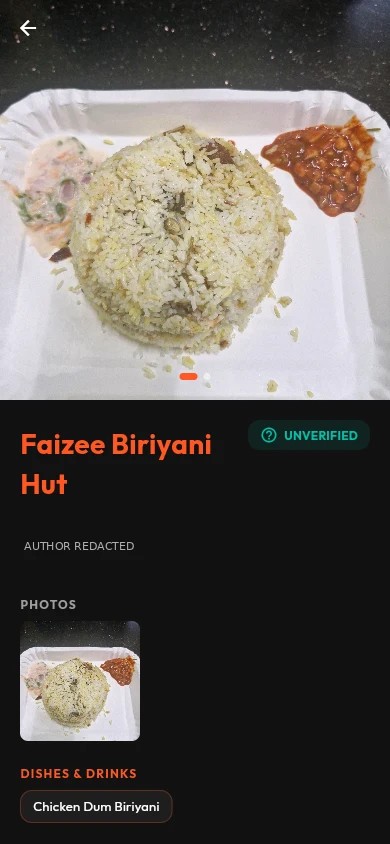 Faizee Biriyani
Hut
UNVERIFIED
AUTHOR REDACTED
PHOTOS
DISHES & DRINKS
Chicken Dum Biriyani